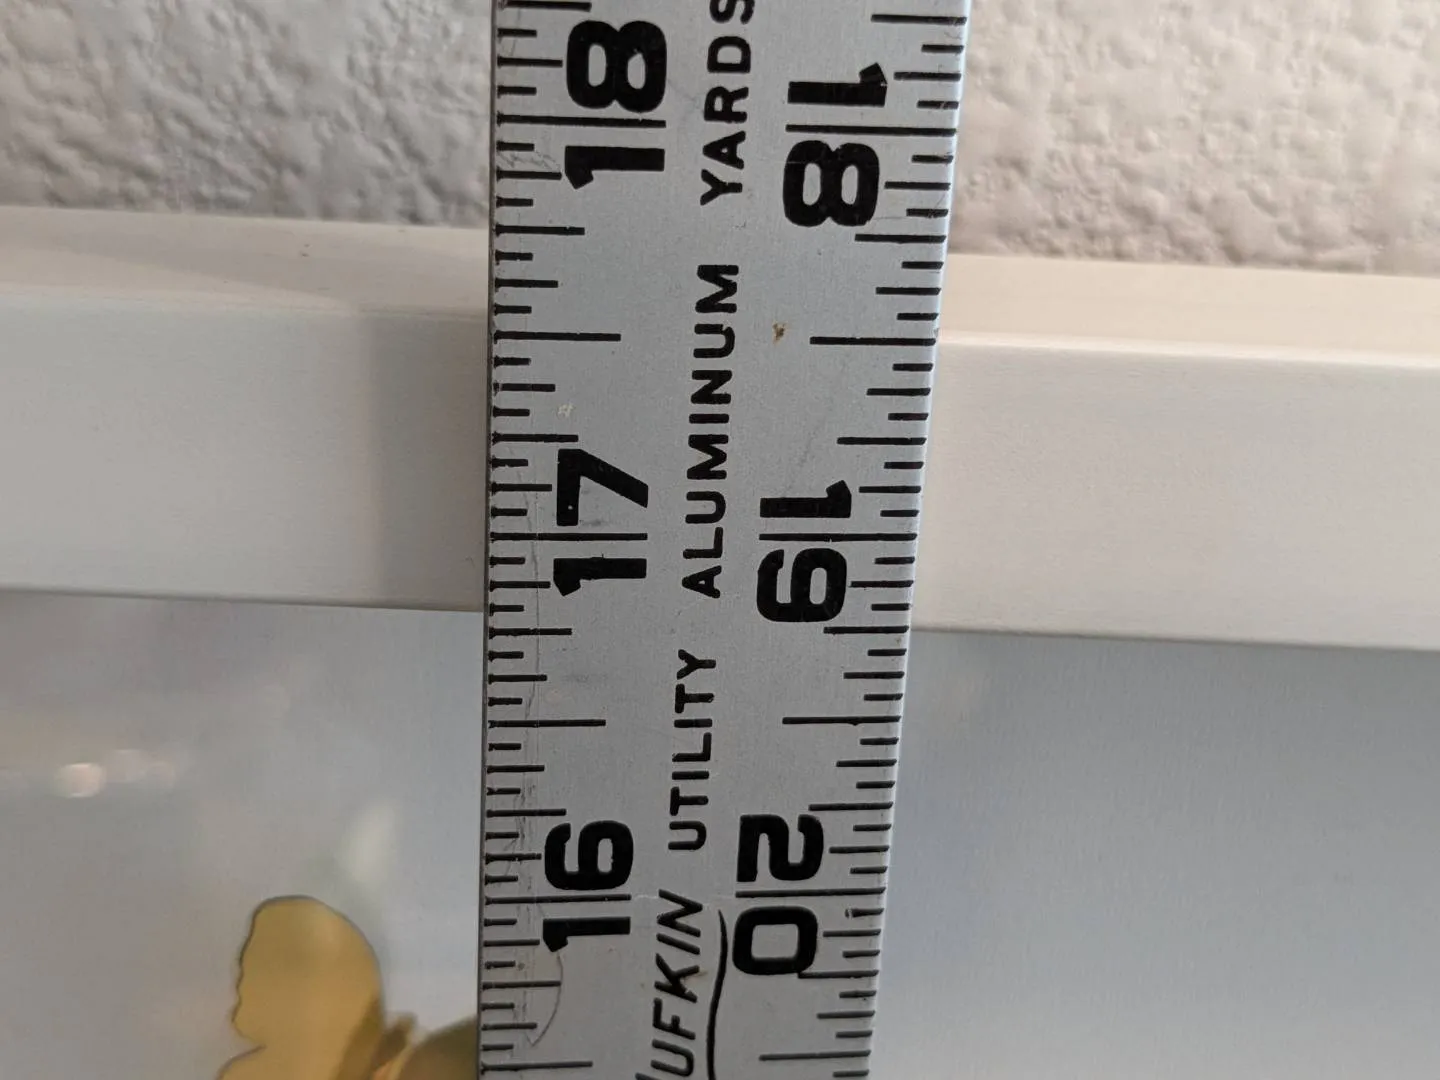 16 17 18
UFKIN UTILITY ALUMINUM YARDS
20 19 18